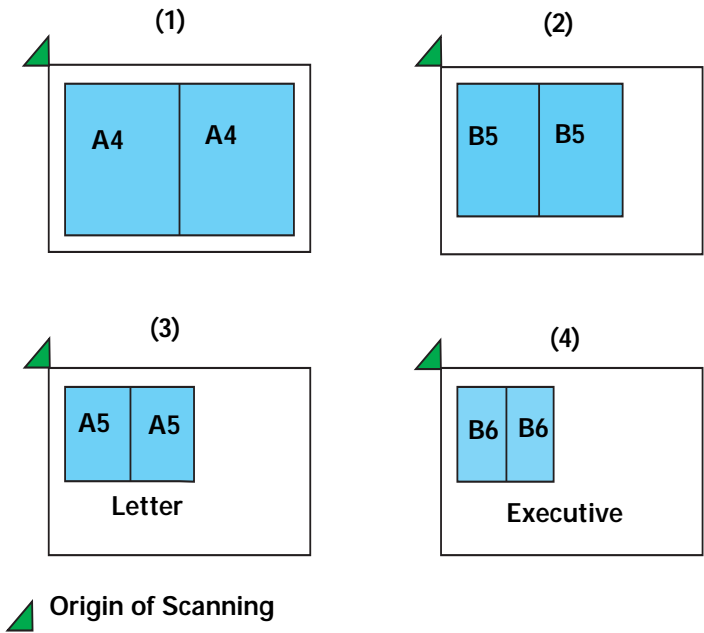 (1)
(2)
A4 A4
B5 B5
(3)
(4)
A5 A5
B6 B6
Letter
Executive
Origin of Scanning